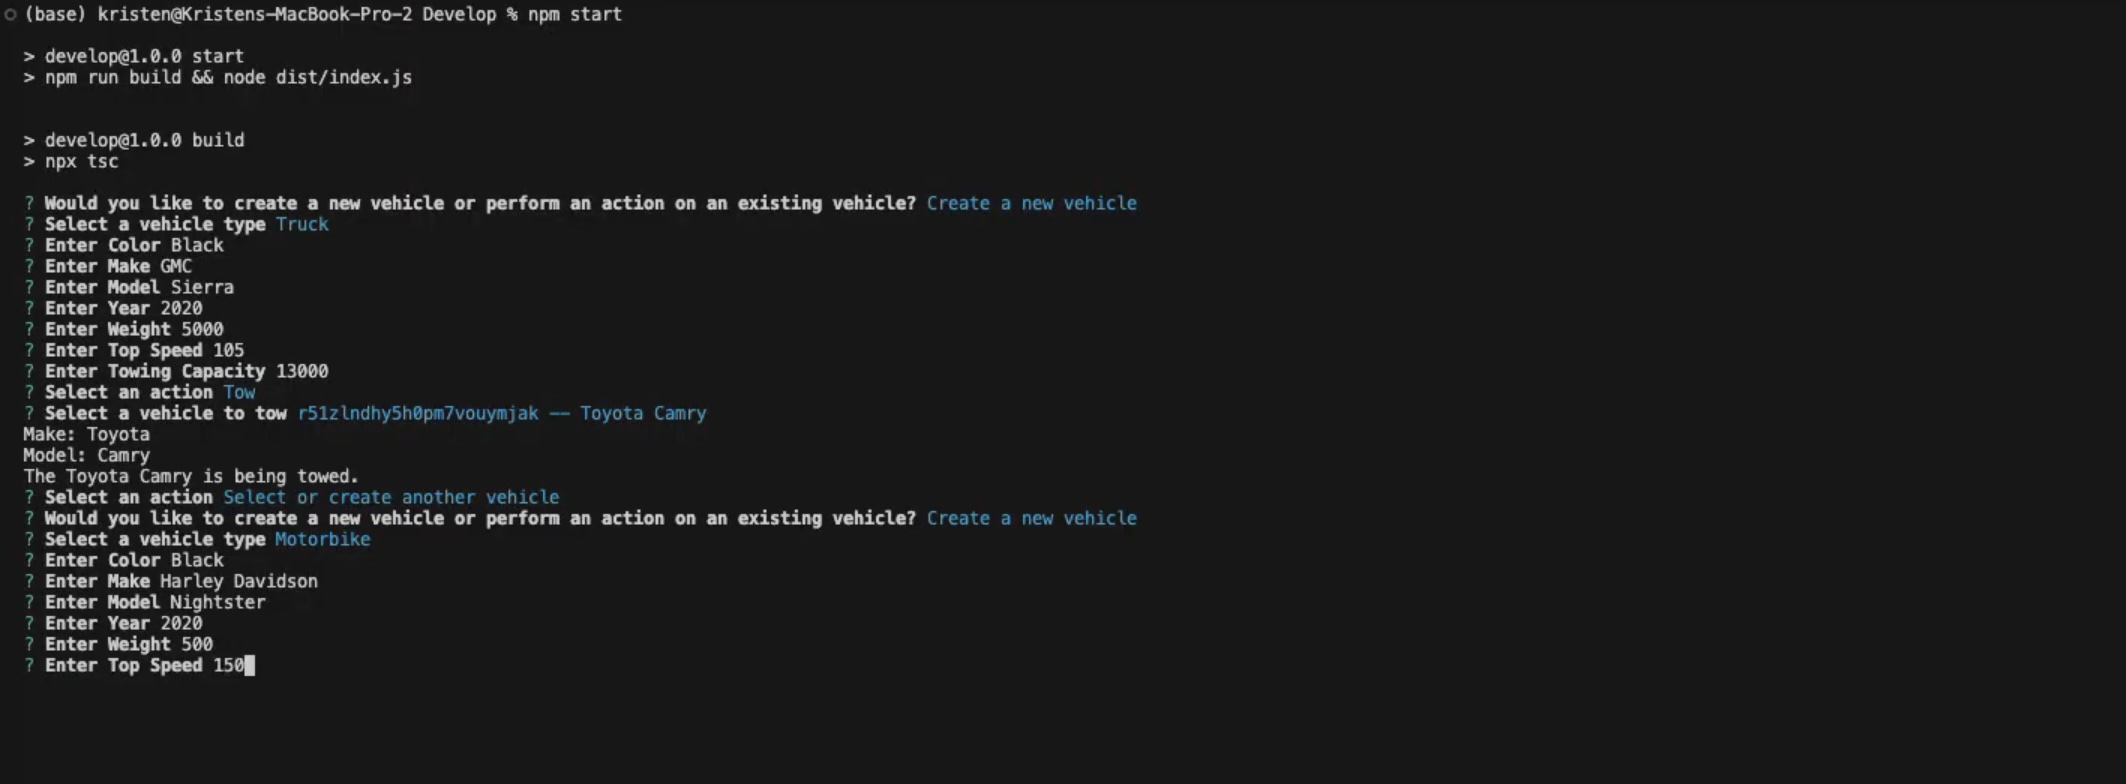 (base) kristen@Kristens-MacBook-Pro-2 Develop % npm start
> develop@1.0.0 start
> npm run build && node dist/index.js
> develop@1.0.0 build
> npx tsc
? Would you like to create a new vehicle or perform an action on an existing vehicle? Create a new vehicle
? Select a vehicle type Truck
? Enter Color Black
? Enter Make GMC
? Enter Model Sierra
? Enter Year 2020
? Enter Weight 5000
? Enter Top Speed 105
? Enter Towing Capacity 13000
? Select an action Tow
? Select a vehicle to tow r51zlndhy5h0pm7vouymjak -- Toyota Camry
Make: Toyota
Model: Camry
The Toyota Camry is being towed.
? Select an action Select or create another vehicle
? Would you like to create a new vehicle or perform an action on an existing vehicle? Create a new vehicle
? Select a vehicle type Motorbike
? Enter Color Black
? Enter Make Harley Davidson
? Enter Model Nightster
? Enter Year 2020
? Enter Weight 500
? Enter Top Speed 150